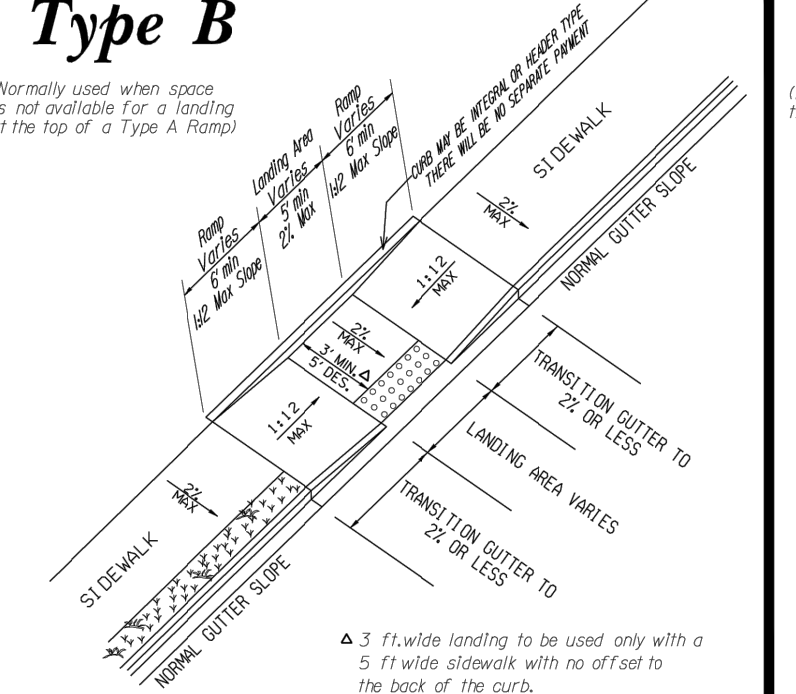 Type B
Normally used when space
s not available for a landing
t the top of a Type A Ramp)
Ramp
Varies
6' min
1:12 Max Slope
Landing Area
Varies
5' min
2% Max
Ramp
Varies
6' min
1:12 Max Slope
CURB MAY BE INTEGRAL OR HEADER TYPE
THERE WILL BE NO SEPARATE PAYMENT
SIDEWALK
2%
MAX
NORMAL GUTTER SLOPE
1:12
MAX
2%
MAX
3' MIN. Δ
5' DES.
1:12
MAX
TRANSITION GUTTER TO
2% OR LESS
LANDING AREA VARIES
TRANSITION GUTTER TO
2% OR LESS
2%
MAX
SIDEWALK
NORMAL GUTTER SLOPE
Δ 3 ft.wide landing to be used only with a
5 ft wide sidewalk with no offset to
the back of the curb.